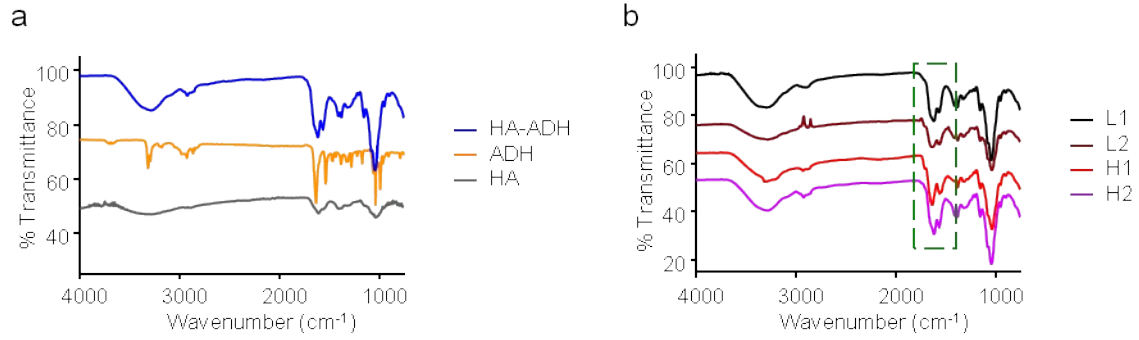 a
100
80
60
40
% Transmittance
4000 3000 2000 1000
Wavenumber (cm⁻¹)
HA-ADH
ADH
HA
b
100
80
60
40
20
% Transmittance
4000 3000 2000 1000
Wavenumber (cm⁻¹)
L1
L2
H1
H2